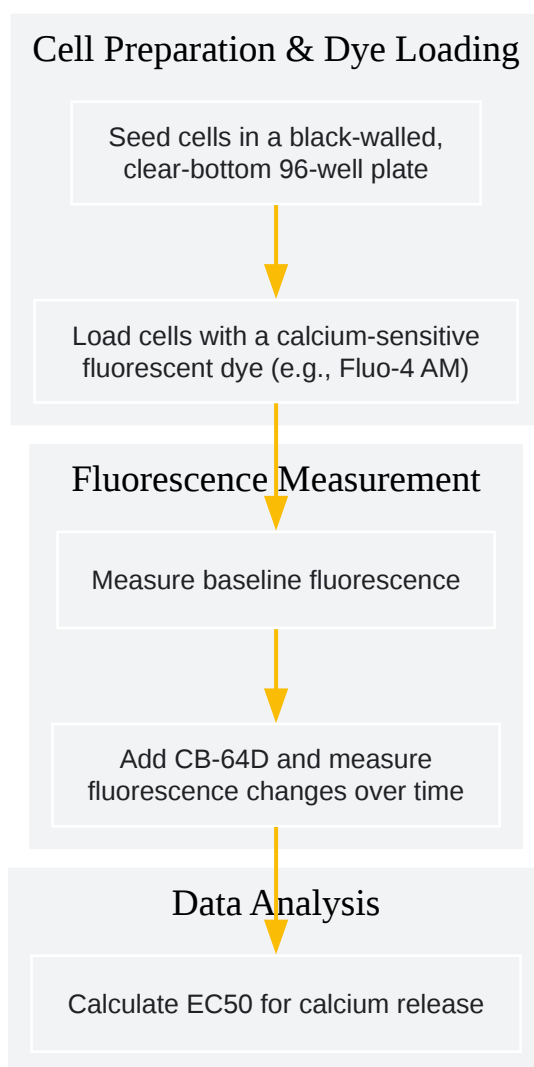 Cell Preparation & Dye Loading
Seed cells in a black-walled,
clear-bottom 96-well plate
Load cells with a calcium-sensitive
fluorescent dye (e.g., Fluo-4 AM)
Fluorescence Measurement
Measure baseline fluorescence
Add CB-64D and measure
fluorescence changes over time
Data Analysis
Calculate EC50 for calcium release